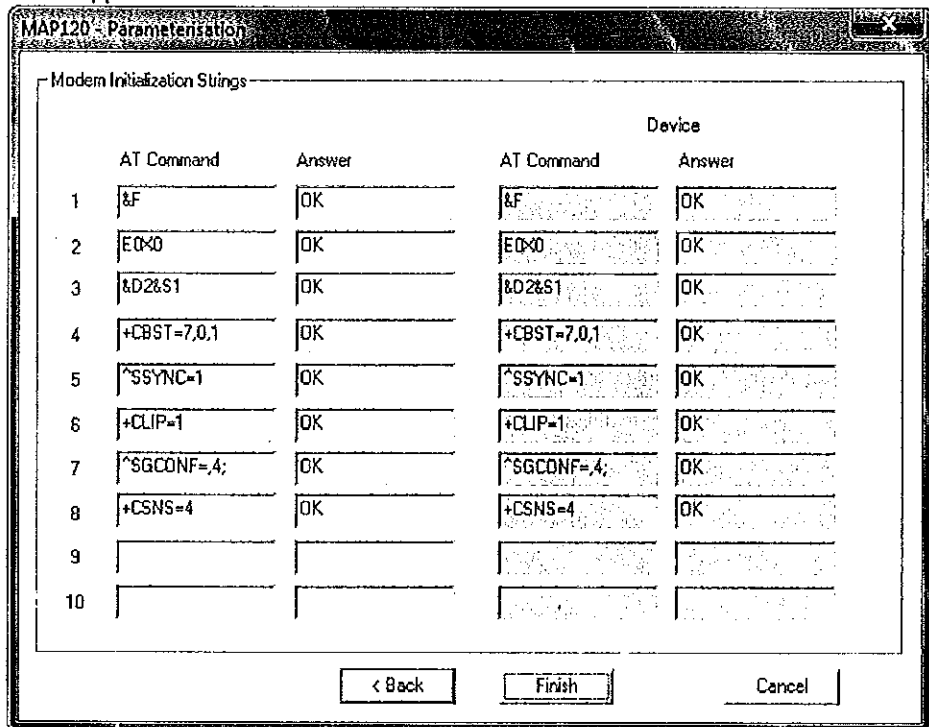 MAP120 - Parameterisation
Modem Initialization Strings
Device
AT Command Answer AT Command Answer
1 &F OK &F OK
2 E0X0 OK E0X0 OK
3 &D2&S1 OK &D2&S1 OK
4 +CBST=7,0,1 OK +CBST=7,0,1 OK
5 ^SSYNC=1 OK ^SSYNC=1 OK
6 +CLIP=1 OK +CLIP=1 OK
7 ^SGCONF=,4; OK ^SGCONF=,4; OK
8 +CSNS=4 OK +CSNS=4 OK
9
10
< Back Finish Cancel